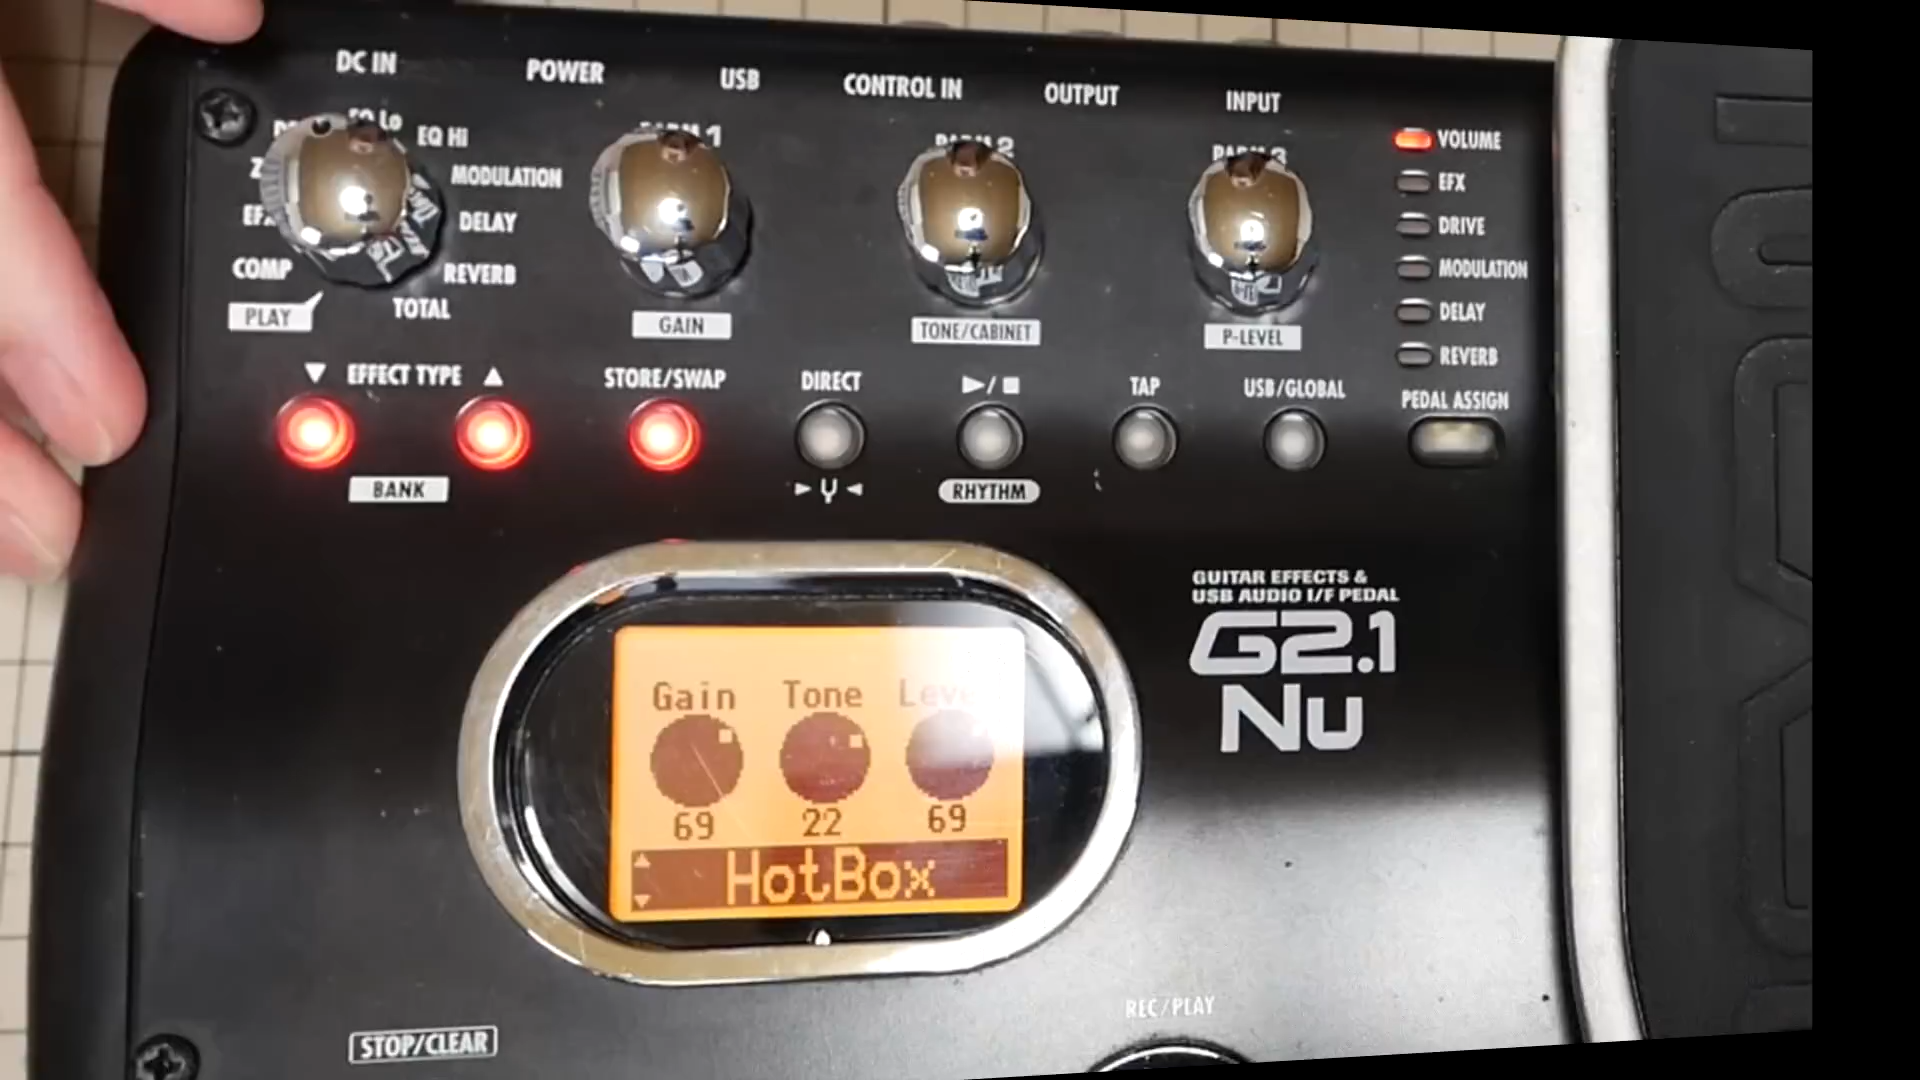 DC IN
POWER
USB
CONTROL IN
OUTPUT
INPUT
EQ Lo
EQ Hi
MODULATION
DELAY
REVERB
TOTAL
COMP
PLAY
GAIN
TONE/CABINET
P-LEVEL
VOLUME
EFX
DRIVE
MODULATION
DELAY
REVERB
▼ EFFECT TYPE ▲
STORE/SWAP
DIRECT
TAP
USB/GLOBAL
PEDAL ASSIGN
BANK
RHYTHM
GUITAR EFFECTS &
USB AUDIO I/F PEDAL
G2.1
Nu
Gain Tone
69 22 69
HotBox
REC/PLAY
STOP/CLEAR